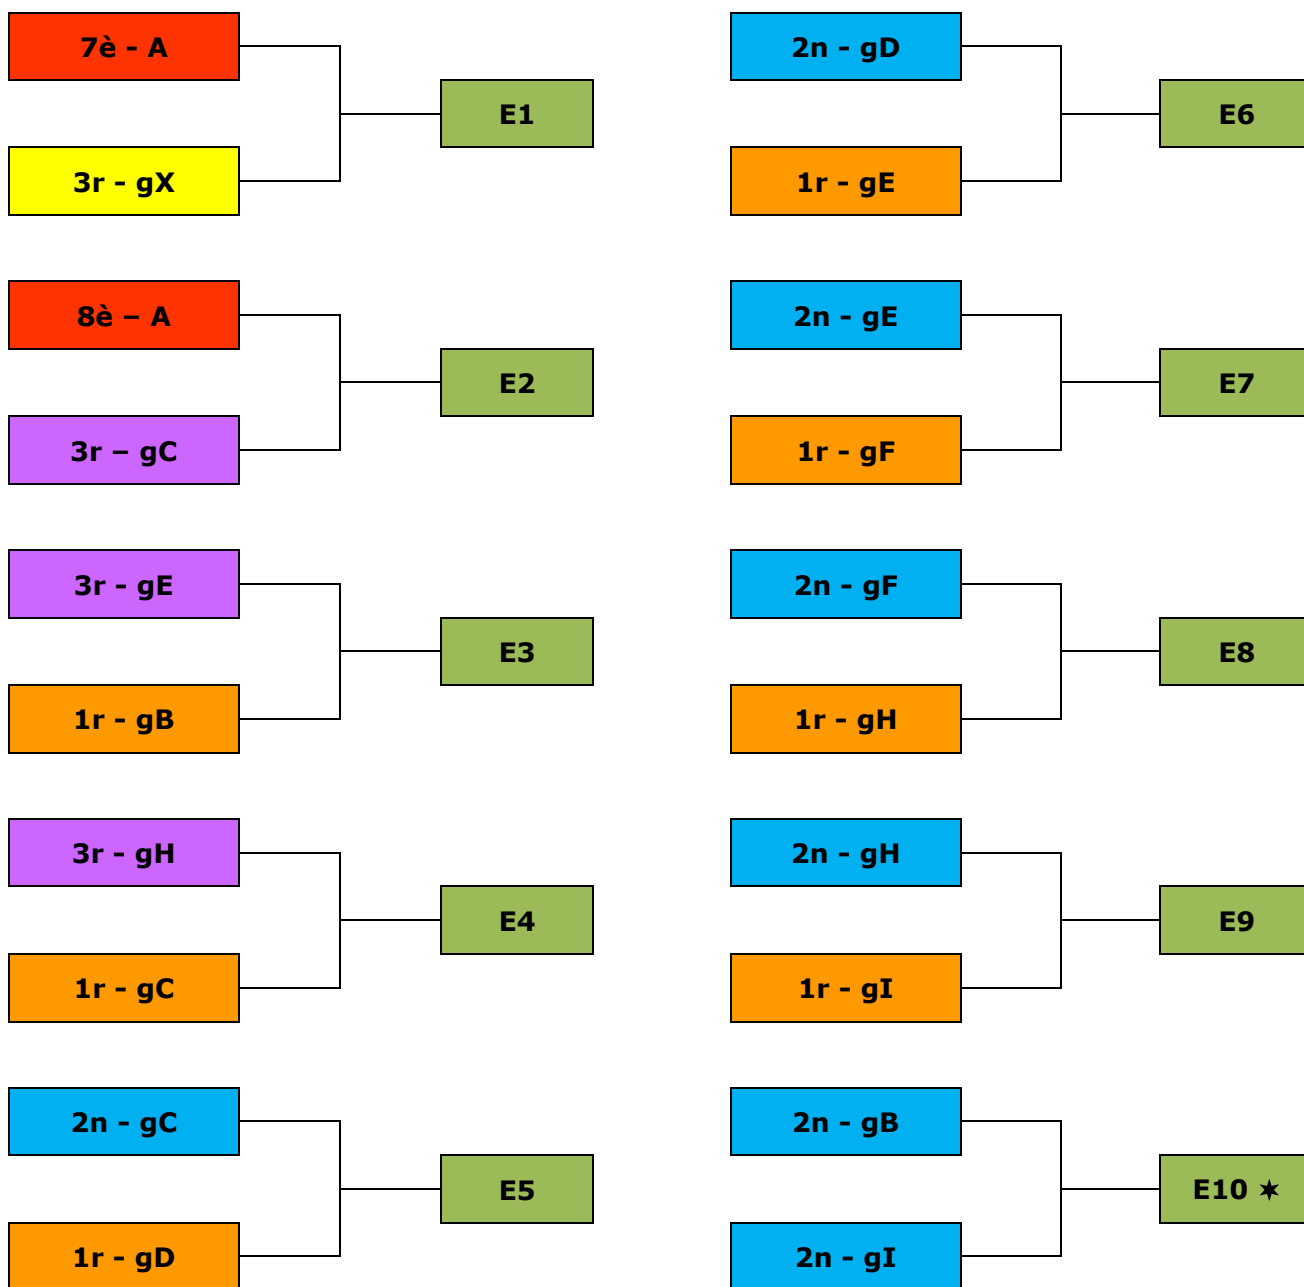 7è - A
E1
3r - gX
8è – A
E2
3r – gC
3r - gE
E3
1r - gB
3r - gH
E4
1r - gC
2n - gC
E5
1r - gD
2n - gD
E6
1r - gE
2n - gE
E7
1r - gF
2n - gF
E8
1r - gH
2n - gH
E9
1r - gI
2n - gB
E10 ✶
2n - gI